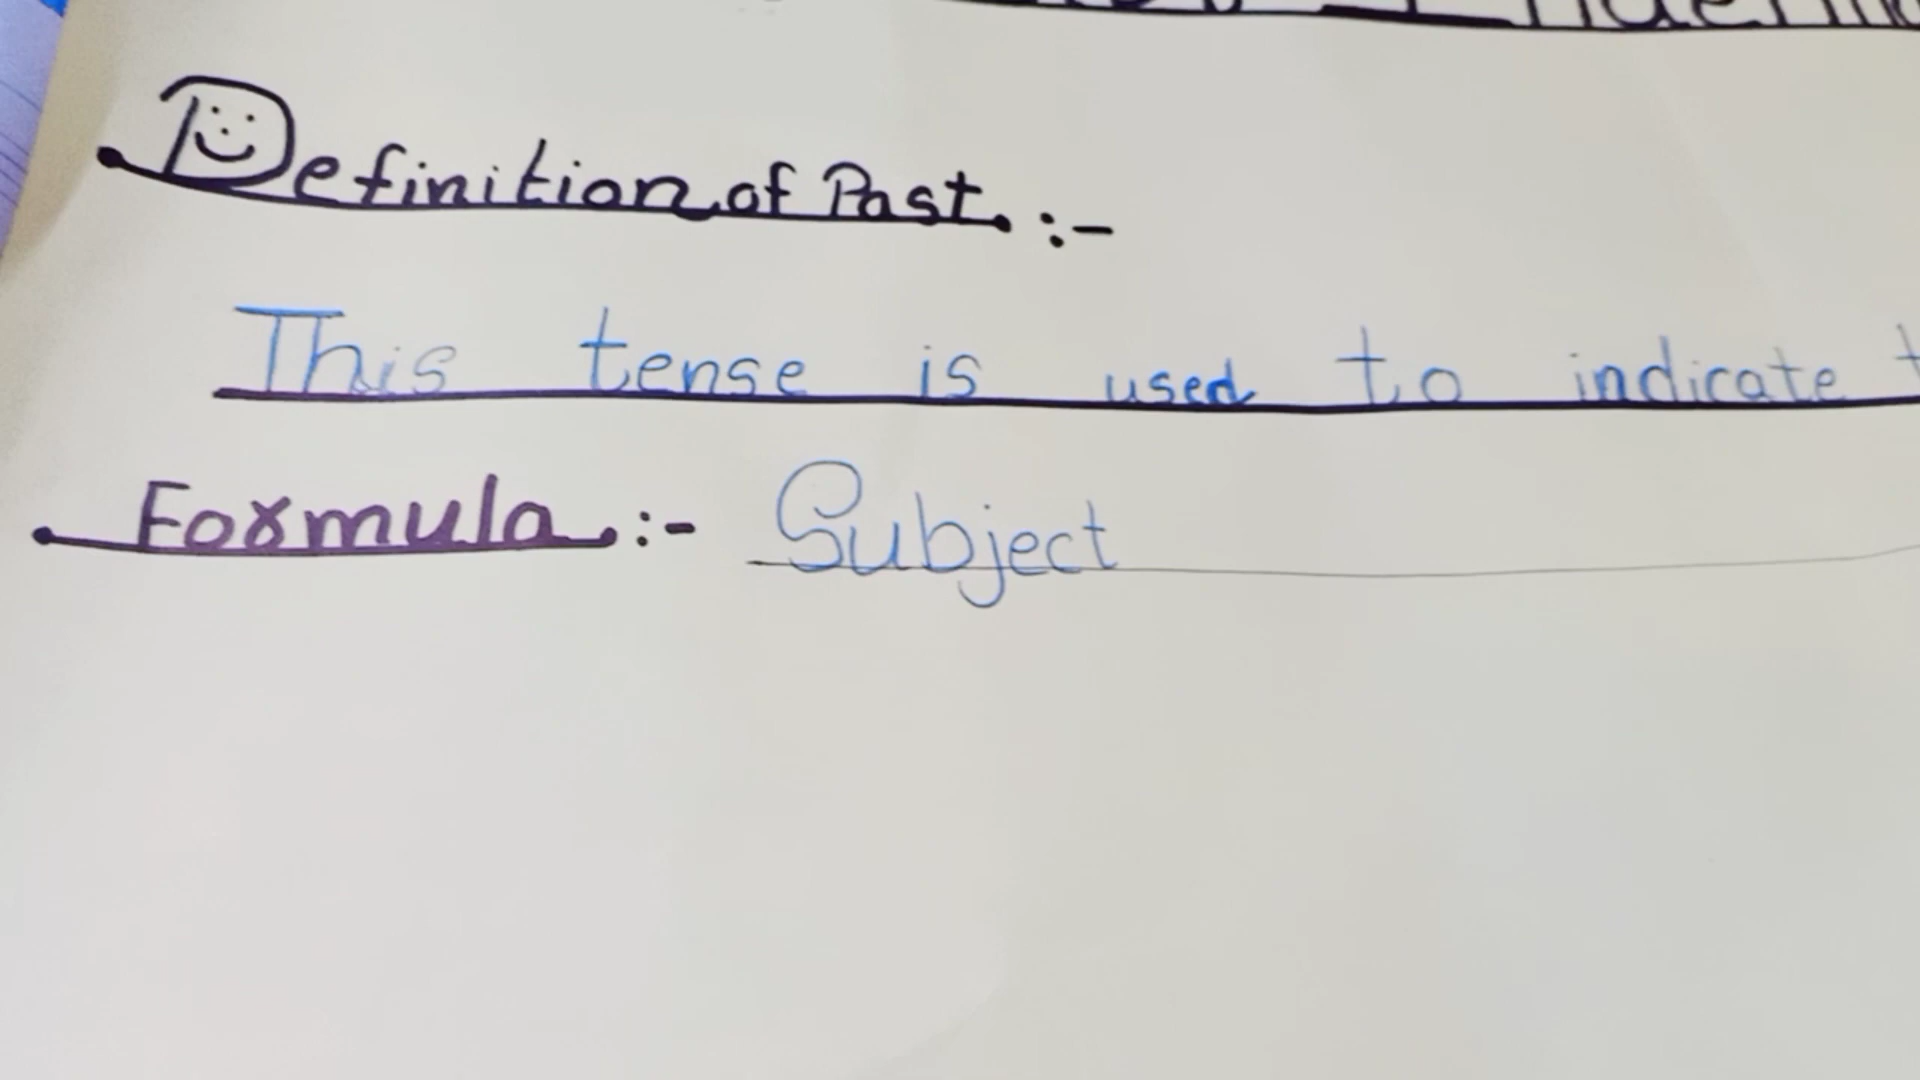 Definition of Past :-
This tense is used to indicate
Formula :- Subject